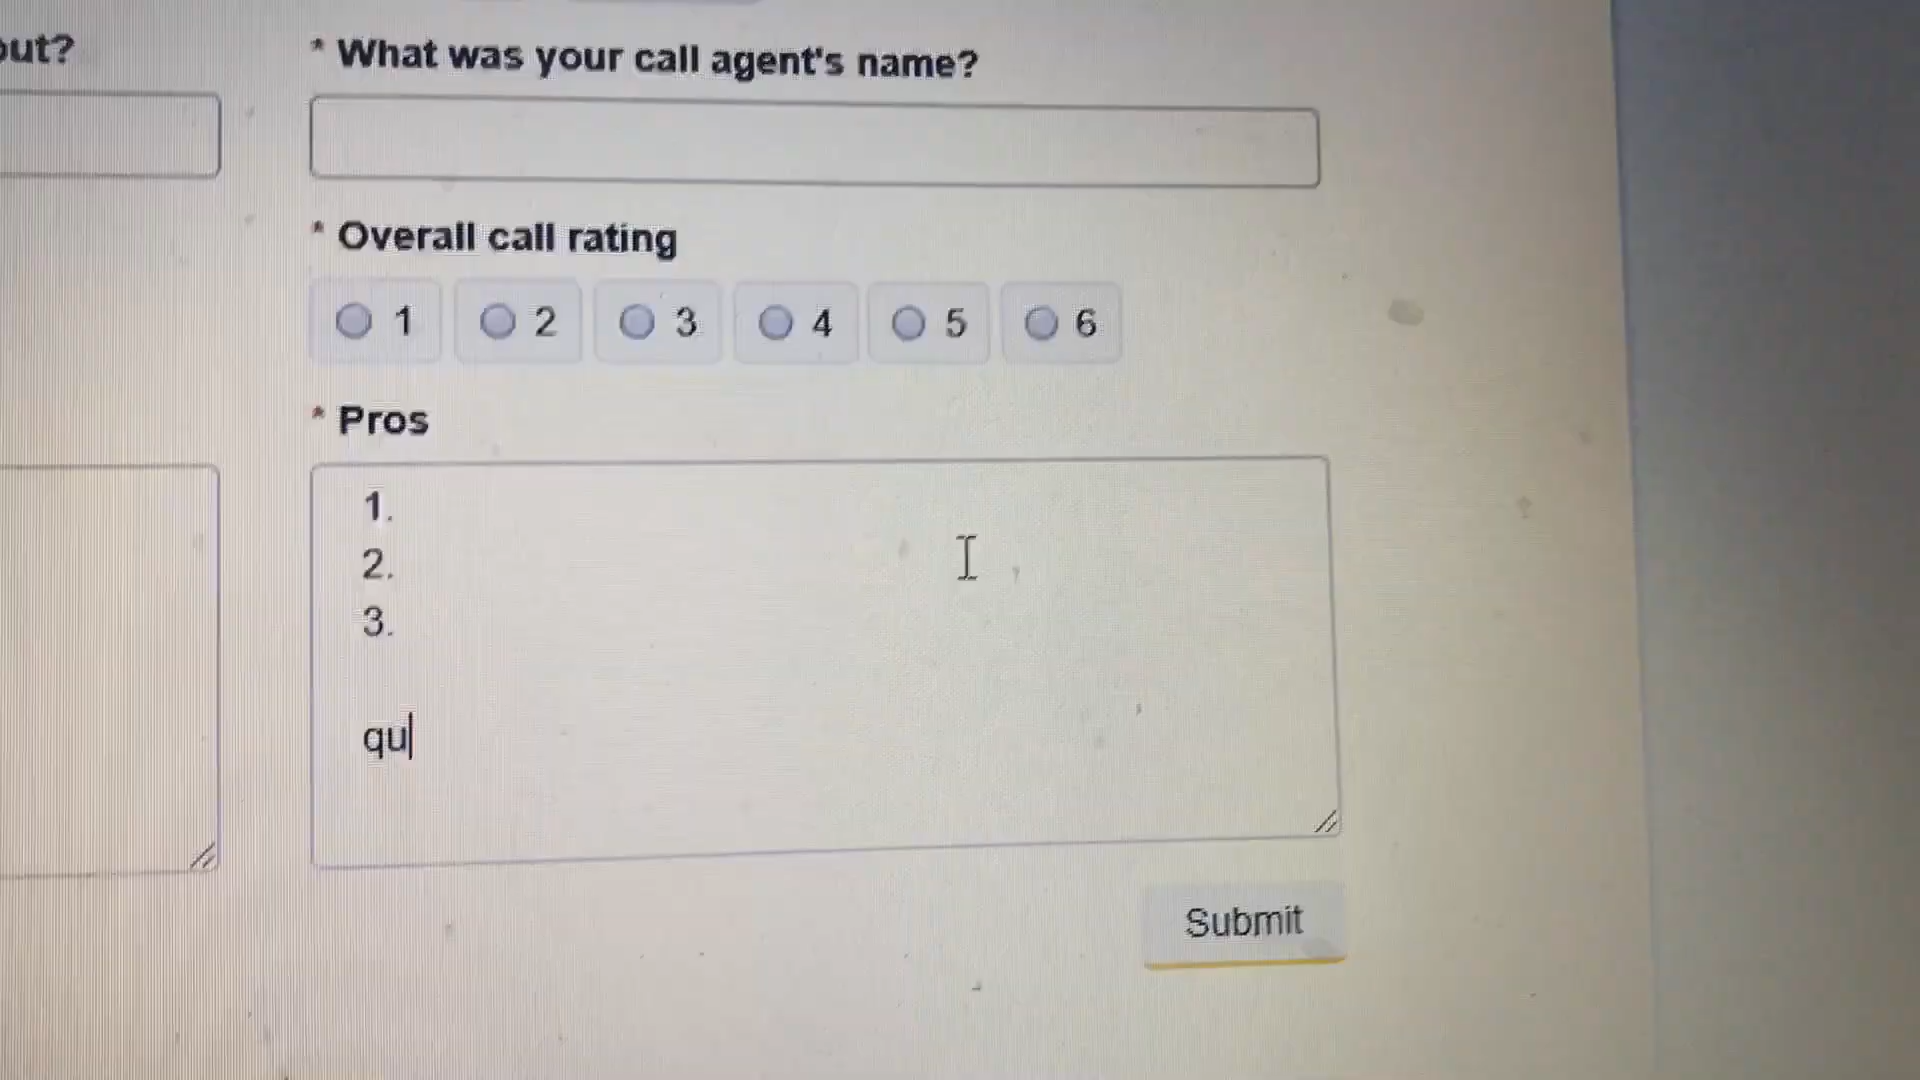 out?
* What was your call agent's name?
* Overall call rating
1 2 3 4 5 6
* Pros
1.
2.
3.
qu
Submit